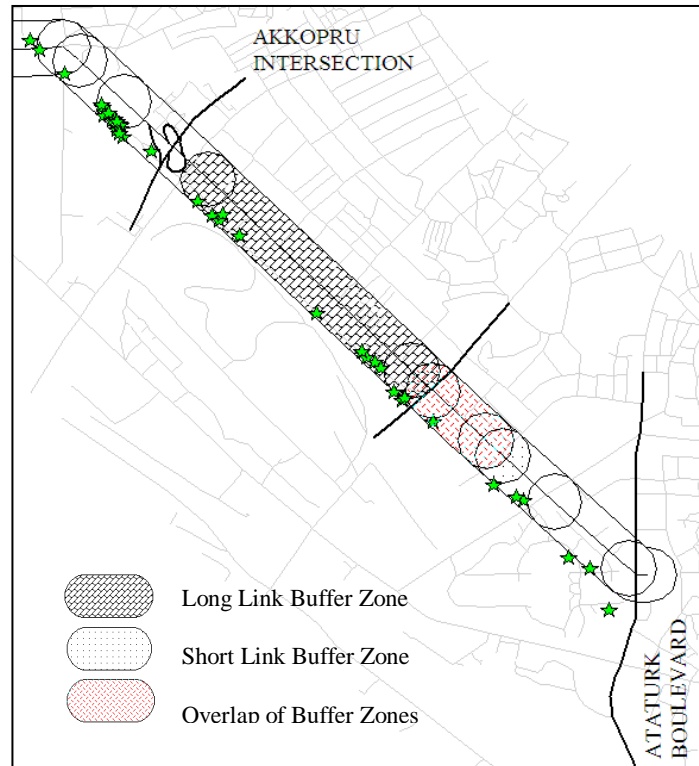 AKKOPRU
INTERSECTION
Long Link Buffer Zone
Short Link Buffer Zone
Overlap of Buffer Zones
ATATURK
BOULEVARD